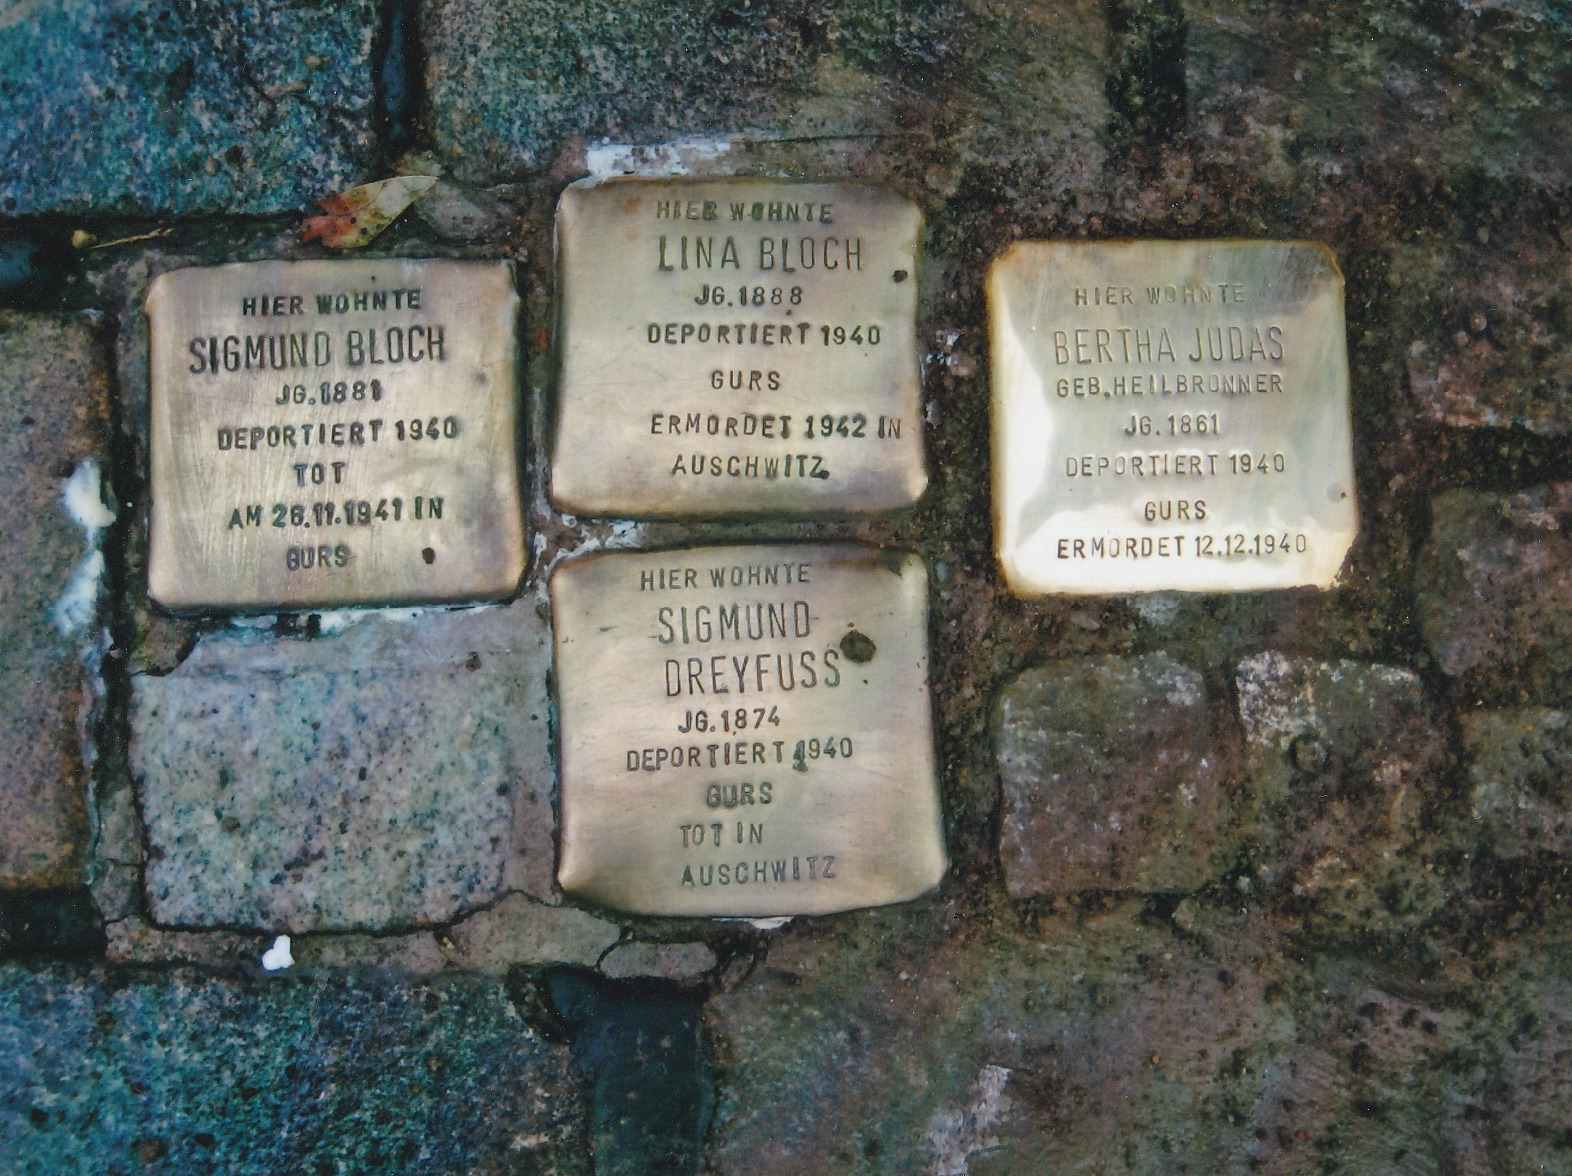 HIER WOHNTE
SIGMUND BLOCH
JG.1881
DEPORTIERT 1940
TOT
AM 28.11.1941 IN
GURS
HIER WOHNTE
LINA BLOCH
JG.1888
DEPORTIERT 1940
GURS
ERMORDET 1942 IN
AUSCHWITZ
HIER WOHNTE
SIGMUND
DREYFUSS
JG.1874
DEPORTIERT 1940
GURS
TOT IN
AUSCHWITZ
HIER WOHNTE
BERTHA JUDAS
GEB.HEILBRONNER
JG.1861
DEPORTIERT 1940
GURS
ERMORDET 12.12.1940